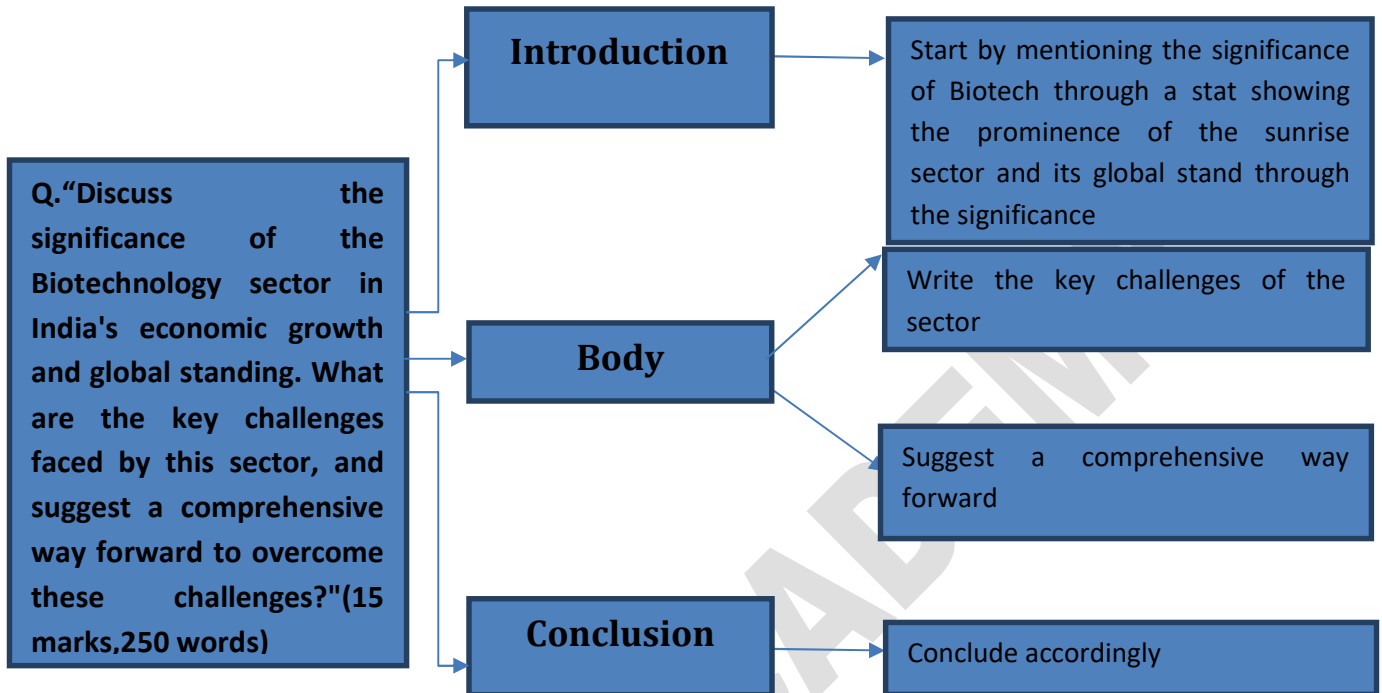 Q.“Discuss the
significance of the
Biotechnology sector in
India's economic growth
and global standing. What
are the key challenges
faced by this sector, and
suggest a comprehensive
way forward to overcome
these challenges?"(15
marks,250 words)
Introduction
Start by mentioning the significance
of Biotech through a stat showing
the prominence of the sunrise
sector and its global stand through
the significance
Body
Write the key challenges of the
sector
Suggest a comprehensive way
forward
Conclusion
Conclude accordingly